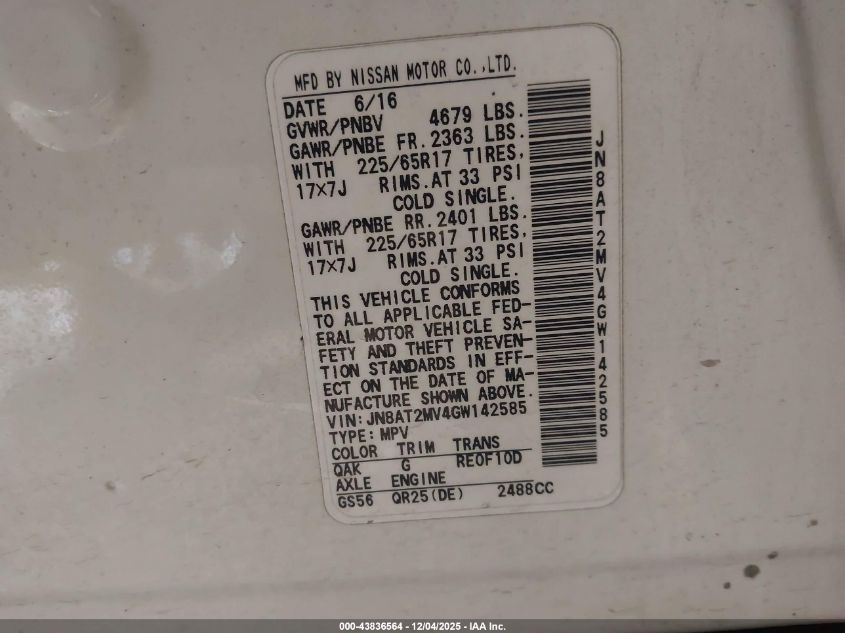 MFD BY NISSAN MOTOR CO.,LTD.
DATE 6/16
GVWR/PNBV 4679 LBS.
GAWR/PNBE FR. 2363 LBS.
WITH 225/65R17 TIRES,
17×7J RIMS.AT 33 PSI
COLD SINGLE.
GAWR/PNBE RR. 2401 LBS.
WITH 225/65R17 TIRES,
17×7J RIMS.AT 33 PSI
COLD SINGLE.
THIS VEHICLE CONFORMS
TO ALL APPLICABLE FED-
ERAL MOTOR VEHICLE SA-
FETY AND THEFT PREVEN-
TION STANDARDS IN EFF-
ECT ON THE DATE OF MA-
NUFACTURE SHOWN ABOVE.
VIN:JN8AT2MV4GW142585
TYPE:MPV
COLOR TRIM TRANS
QAK G RE0F10D
AXLE ENGINE
GS56 QR25(DE) 2488CC
JN8AT2MV4GW142585
000-43836564 - 12/04/2025 - IAA Inc.